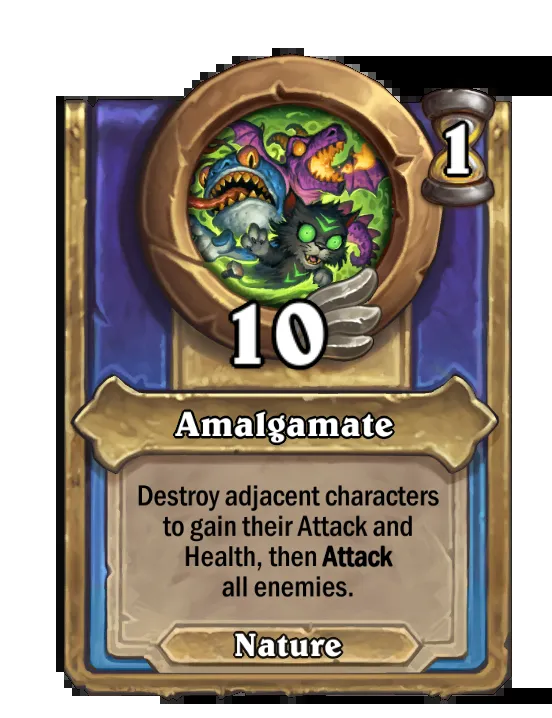 1
10
Amalgamate
Destroy adjacent characters
to gain their Attack and
Health, then Attack
all enemies.
Nature